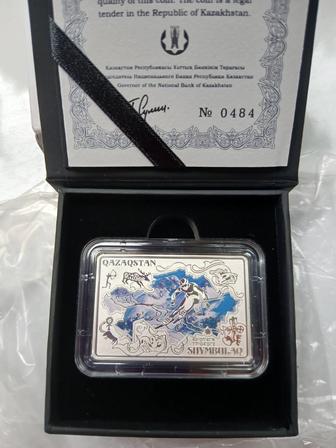 quality of this coin. The coin is a legal
tender in the Republic of Kazakhstan.
Қазақстан Республикасы Ұлттық Банкінің Төрағасы
Председатель Национального Банка Республики Казахстан
Governor of the National Bank of Kazakhstan
№ 0484
QAZAQSTAN
SHYMBULAQ